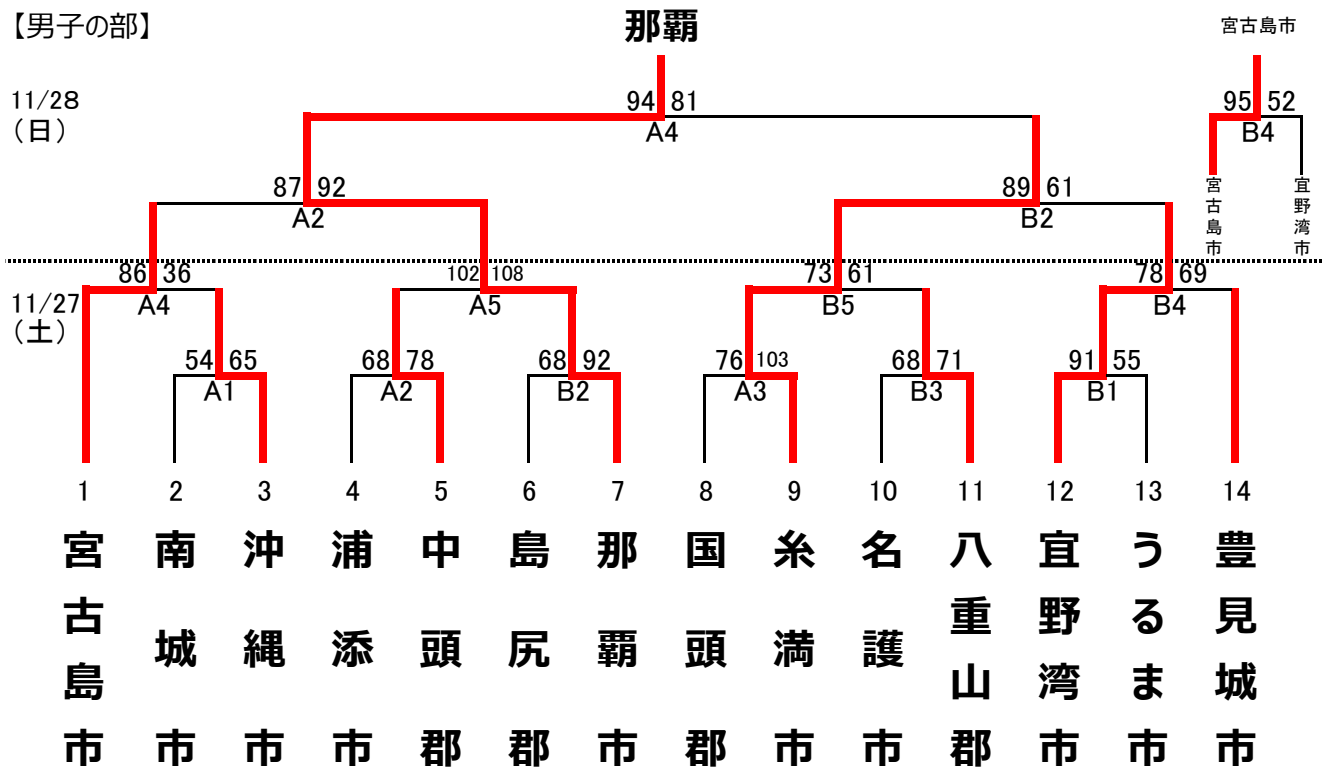 【男子の部】
那覇
宮古島市
11/28
（日）
94 81
A4
95 52
B4
宮古島市
宜野湾市
87 92
A2
89 61
B2
11/27
（土）
86 36
A4
102 108
A5
73 61
B5
78 69
B4
54 65
A1
68 78
A2
68 92
B2
76 103
A3
68 71
B3
91 55
B1
1 2 3 4 5 6 7 8 9 10 11 12 13 14
宮古島市
南城市
沖縄市
浦添市
中頭郡
島尻郡
那覇市
国頭郡
糸満市
名護市
八重山郡
宜野湾市
うるま市
豊見城市